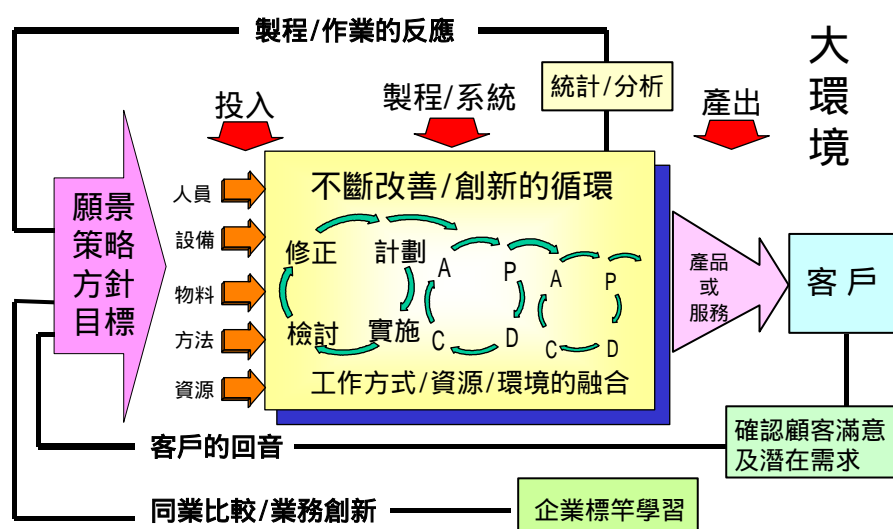 製程/作業的反應
大
環
境
投入
製程/系統
統計/分析
產出
願景
策略
方針
目標
人員
設備
物料
方法
資源
不斷改善/創新的循環
修正
計劃
檢討
實施
A
P
C
D
A
P
C
D
工作方式/資源/環境的融合
產品
或
服務
客戶
客戶的回音
確認顧客滿意
及潛在需求
同業比較/業務創新
企業標竿學習